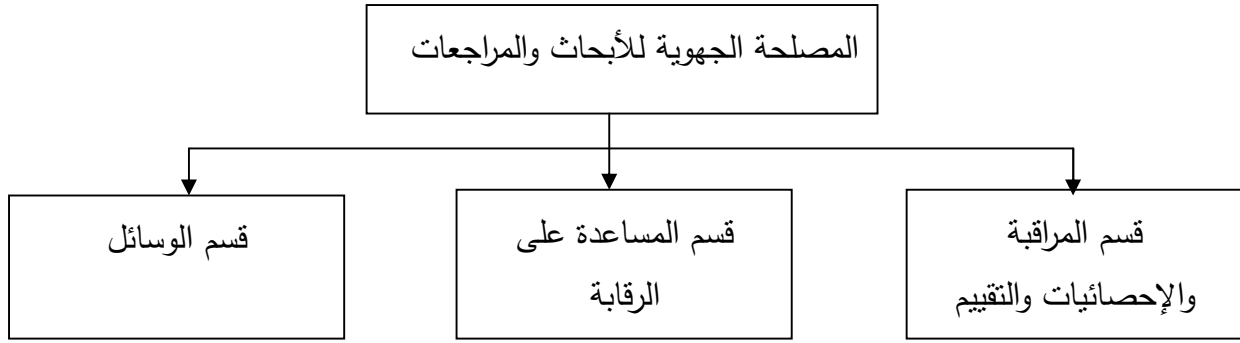 المصلحة الجهوية للأبحاث والمراجعات
قسم المراقبة
والإحصائيات والتقييم
قسم المساعدة على
الرقابة
قسم الوسائل